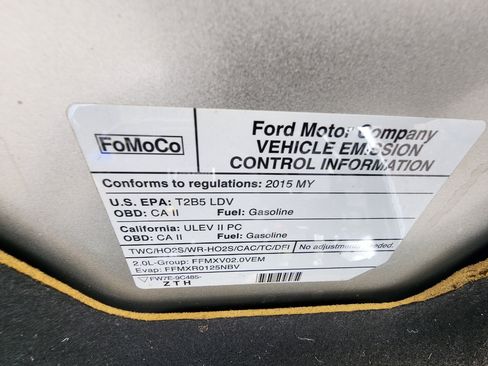 FoMoCo
Ford Motor Company
VEHICLE EMISSION
CONTROL INFORMATION
Conforms to regulations: 2015 MY
U.S. EPA: T2B5 LDV
OBD: CA II Fuel: Gasoline
California: ULEV II PC
OBD: CA II Fuel: Gasoline
TWC/HO2S/WR-HO2S/CAC/TC/DFI No adjustments needed.
2.0L-Group: FFMXV02.0VEM
Evap: FFMXR0125NBV
FW7E-9C485-
ZTH